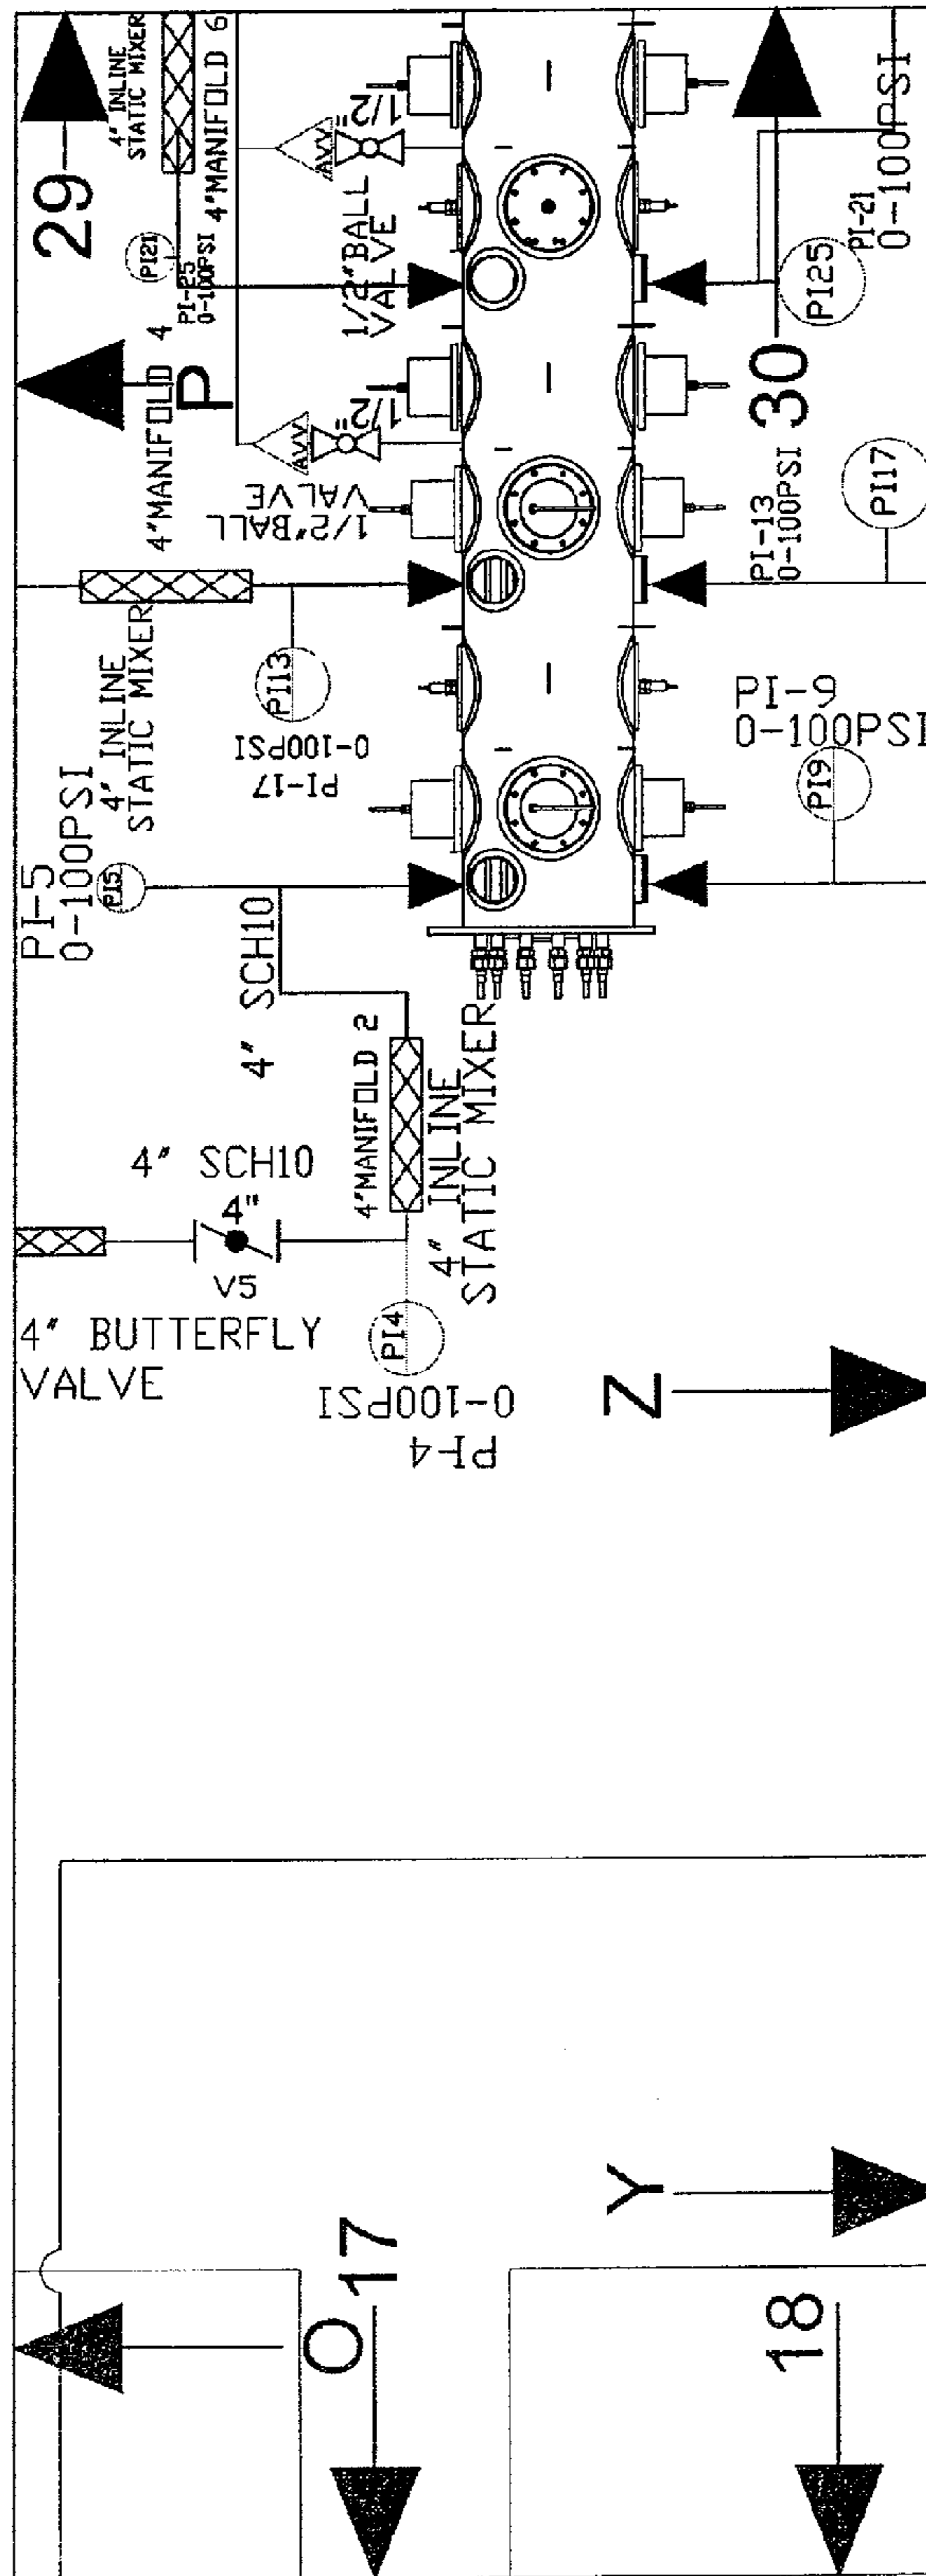 29
4" INLINE
STATIC MIXER
4"MANIFOLD 6
PI21
PI-25
0-100PSI
P
4"MANIFOLD 4
AVV
1/2"
1/2"BALL
VALVE
AVV
1/2"
1/2"BALL
VALVE
30
PI25
PI-21
0-100PSI
PI-13
0-100PSI
PI17
4" INLINE
STATIC MIXER
PI13
0-100PSI
PI-17
PI-9
0-100PSI
PI9
PI-5
0-100PSI
PI5
4" SCH10
4"MANIFOLD 2
4" INLINE
STATIC MIXER
4" SCH10
4"
V5
4" BUTTERFLY
VALVE
PI4
0-100PSI
PI-4
Z
Y
O
17
18